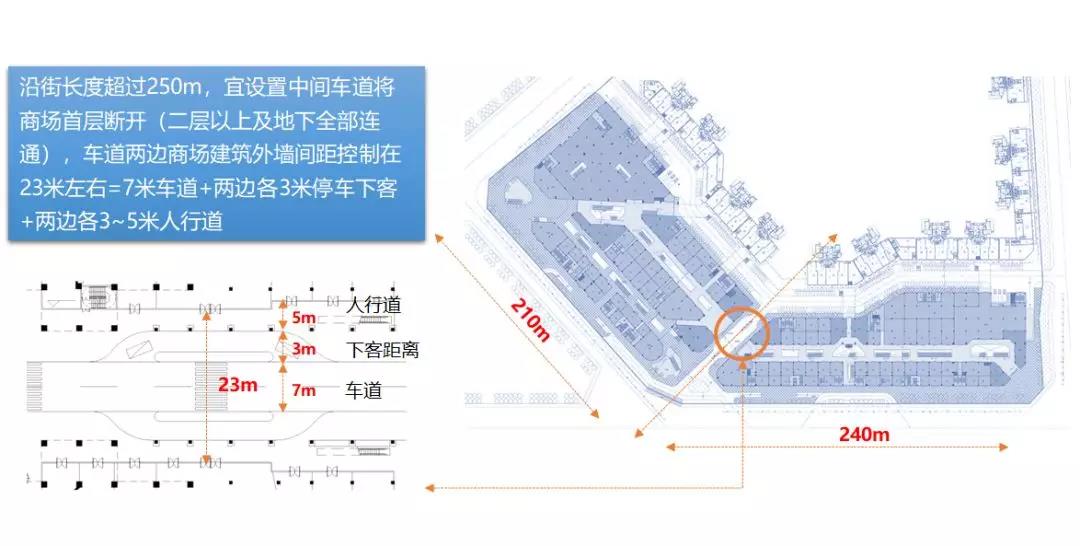 沿街长度超过250m，宜设置中间车道将
商场首层断开（二层以上及地下全部连
通），车道两边商场建筑外墙间距控制在
23米左右=7米车道+两边各3米停车下客
+两边各3~5米人行道
人行道
5m
3m
下客距离
23m
7m
车道
210m
240m